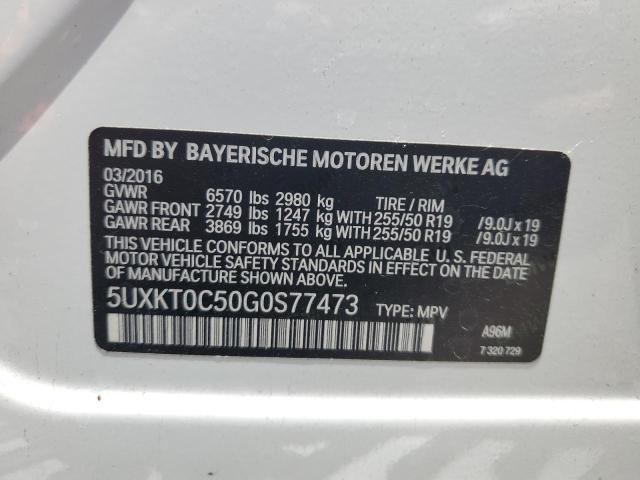 MFD BY BAYERISCHE MOTOREN WERKE AG
03/2016
GVWR 6570 lbs 2980 kg TIRE / RIM
GAWR FRONT 2749 lbs 1247 kg WITH 255/50 R19 /9.0J x 19
GAWR REAR 3869 lbs 1755 kg WITH 255/50 R19 /9.0J x 19
THIS VEHICLE CONFORMS TO ALL APPLICABLE U. S. FEDERAL
MOTOR VEHICLE SAFETY STANDARDS IN EFFECT ON THE DATE OF
MANUFACTURE SHOWN ABOVE.
5UXKT0C50G0S77473 TYPE: MPV
A96M
7 320 729